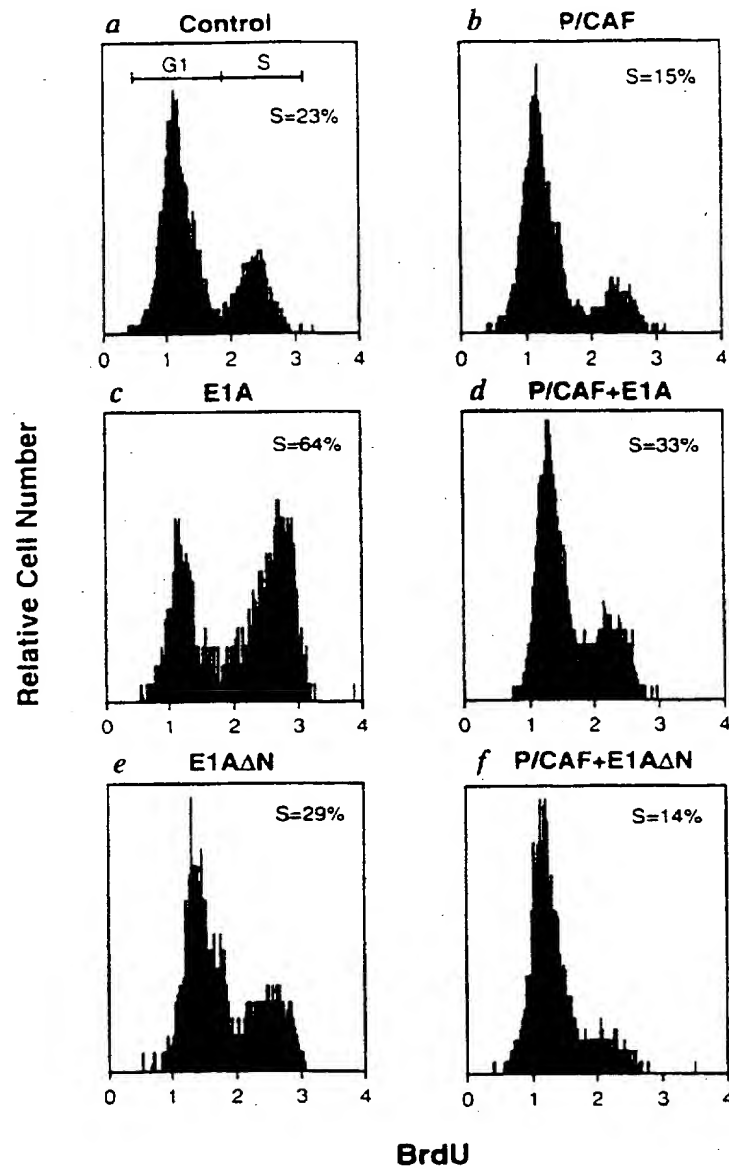 a Control
G1 S
S=23%
0 1 2 3 4
b P/CAF
S=15%
0 1 2 3 4
c E1A
S=64%
0 1 2 3 4
d P/CAF+E1A
S=33%
0 1 2 3 4
e E1AΔN
S=29%
0 1 2 3 4
f P/CAF+E1AΔN
S=14%
0 1 2 3 4
Relative Cell Number
BrdU